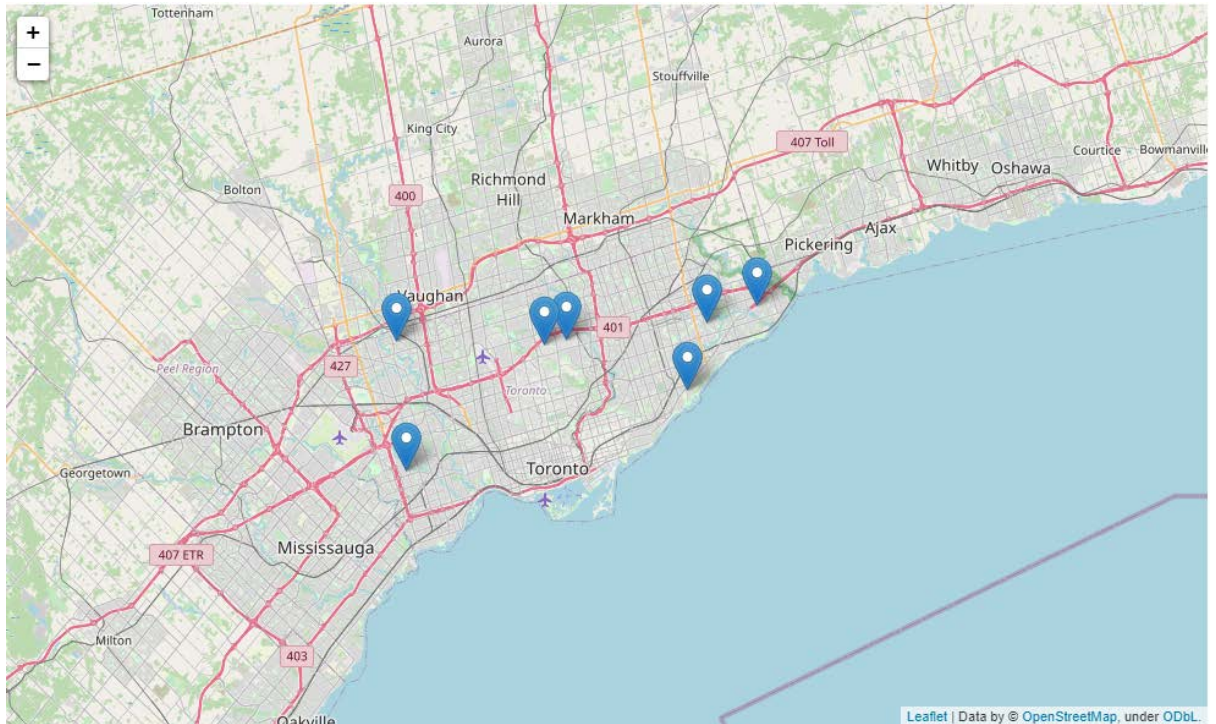 +
−
Tottenham
Aurora
Stouffville
King City
407 Toll
Courtice
Bowmanville
Whitby
Oshawa
Bolton
400
Richmond
Hill
Markham
Ajax
Pickering
Vaughan
401
427
Peel Region
Toronto
Brampton
Georgetown
Toronto
407 ETR
Mississauga
Milton
403
Oakville
Leaflet | Data by © OpenStreetMap, under ODbL.